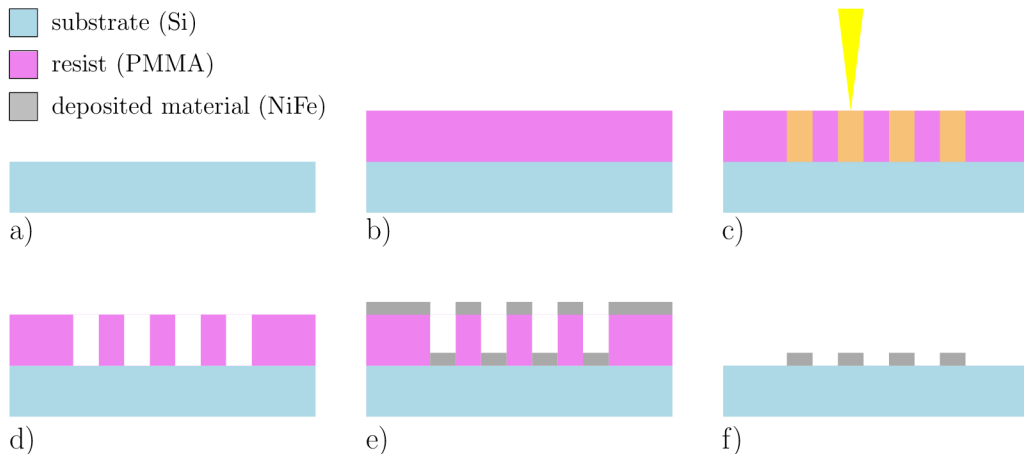 substrate (Si)
resist (PMMA)
deposited material (NiFe)
a)
b)
c)
d)
e)
f)